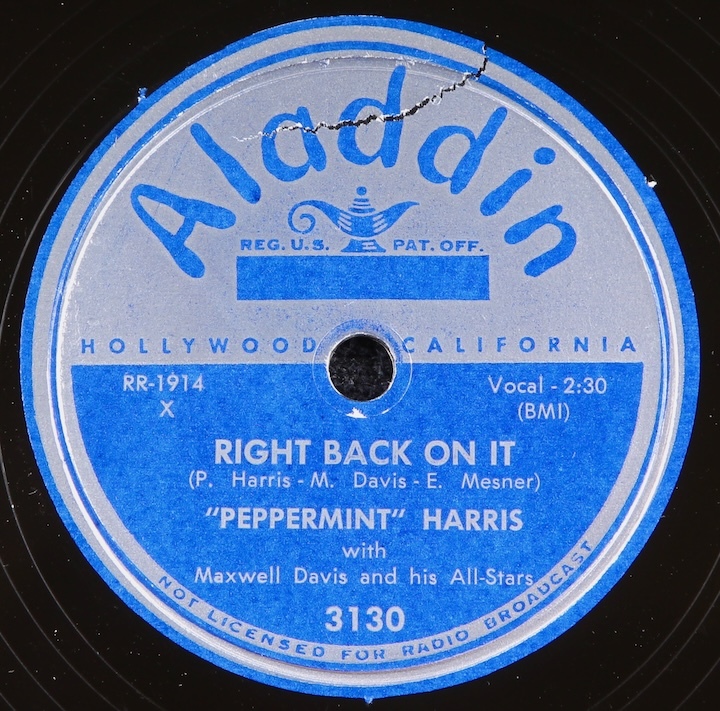 Aladdin
REG. U.S. PAT. OFF.
HOLLYWOOD CALIFORNIA
RR-1914
X
Vocal - 2:30
(BMI)
RIGHT BACK ON IT
(P. Harris - M. Davis - E. Mesner)
"PEPPERMINT" HARRIS
with
Maxwell Davis and his All-Stars
3130
NOT LICENSED FOR RADIO BROADCAST